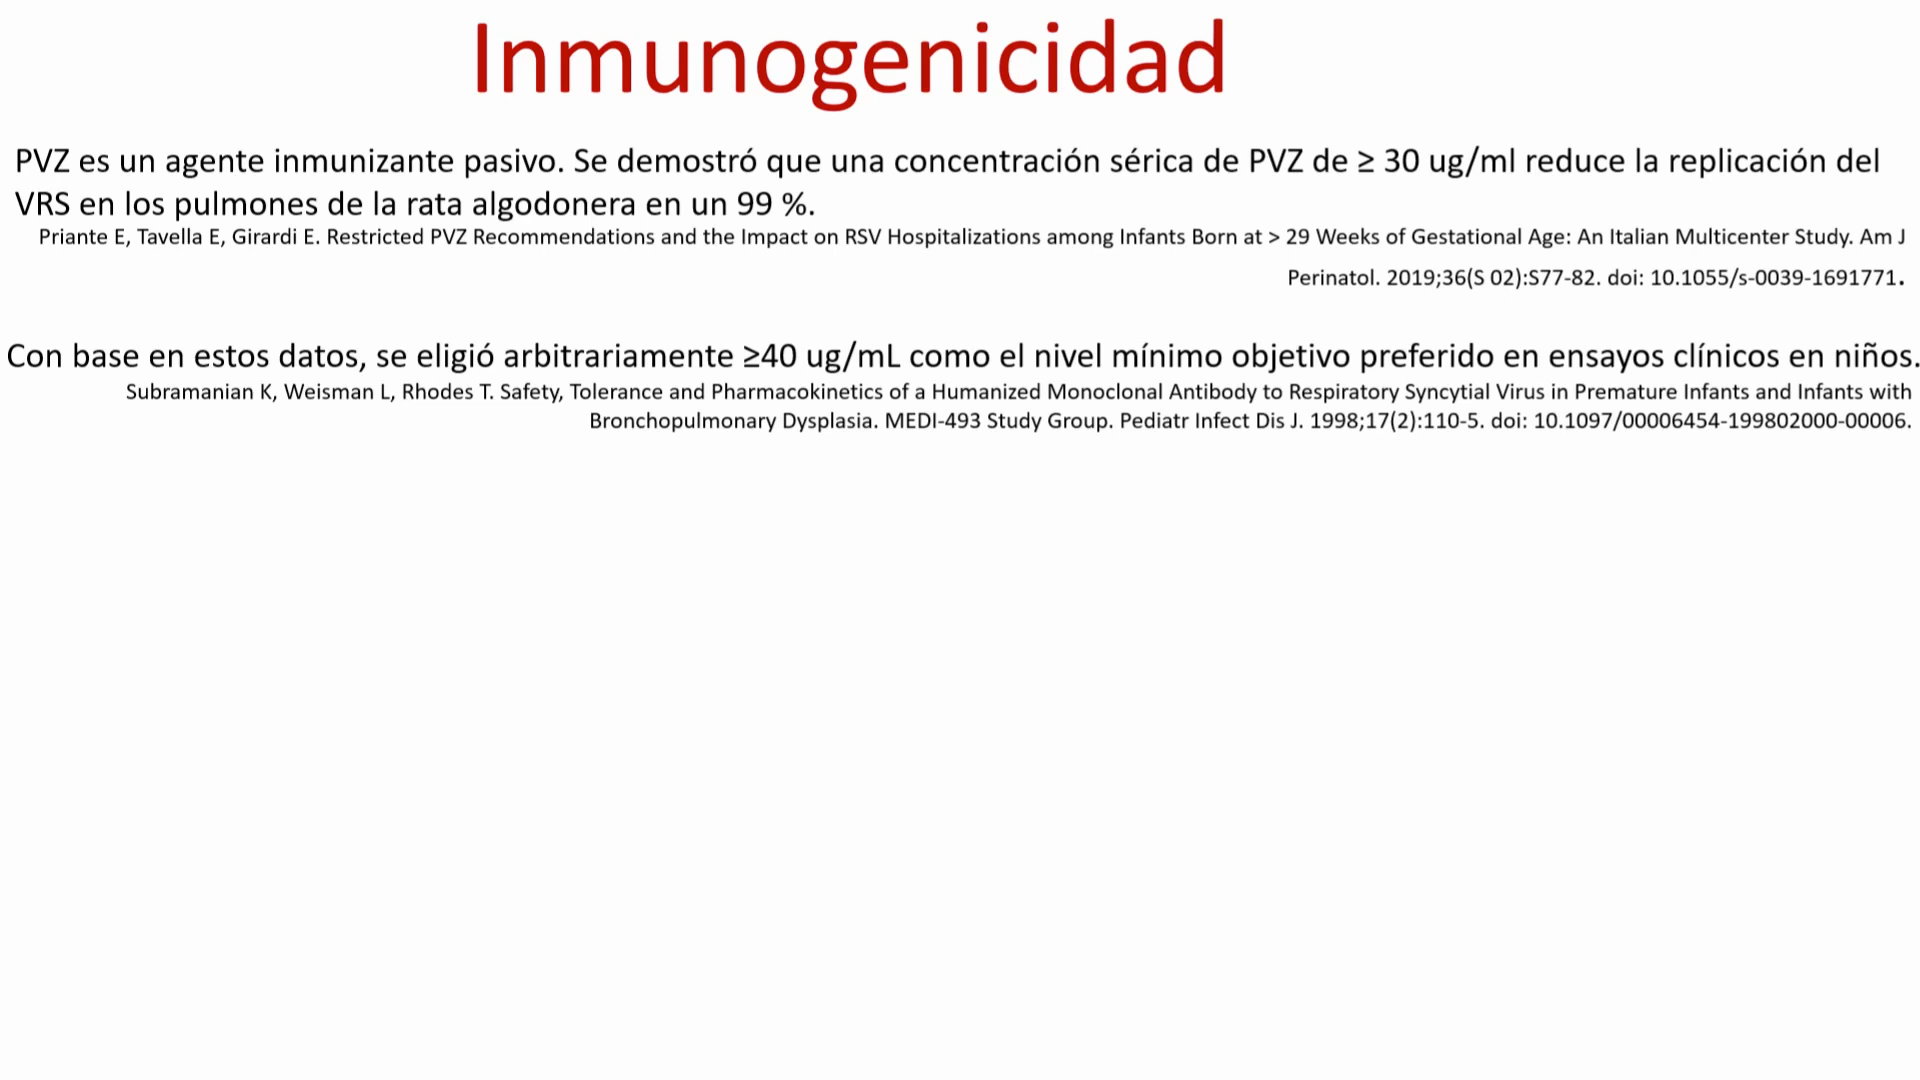 Inmunogenicidad
PVZ es un agente inmunizante pasivo. Se demostró que una concentración sérica de PVZ de ≥ 30 ug/ml reduce la replicación del
VRS en los pulmones de la rata algodonera en un 99 %.
Priante E, Tavella E, Girardi E. Restricted PVZ Recommendations and the Impact on RSV Hospitalizations among Infants Born at > 29 Weeks of Gestational Age: An Italian Multicenter Study. Am J
Perinatol. 2019;36(S 02):S77-82. doi: 10.1055/s-0039-1691771.
Con base en estos datos, se eligió arbitrariamente ≥40 ug/mL como el nivel mínimo objetivo preferido en ensayos clínicos en niños.
Subramanian K, Weisman L, Rhodes T. Safety, Tolerance and Pharmacokinetics of a Humanized Monoclonal Antibody to Respiratory Syncytial Virus in Premature Infants and Infants with
Bronchopulmonary Dysplasia. MEDI-493 Study Group. Pediatr Infect Dis J. 1998;17(2):110-5. doi: 10.1097/00006454-199802000-00006.